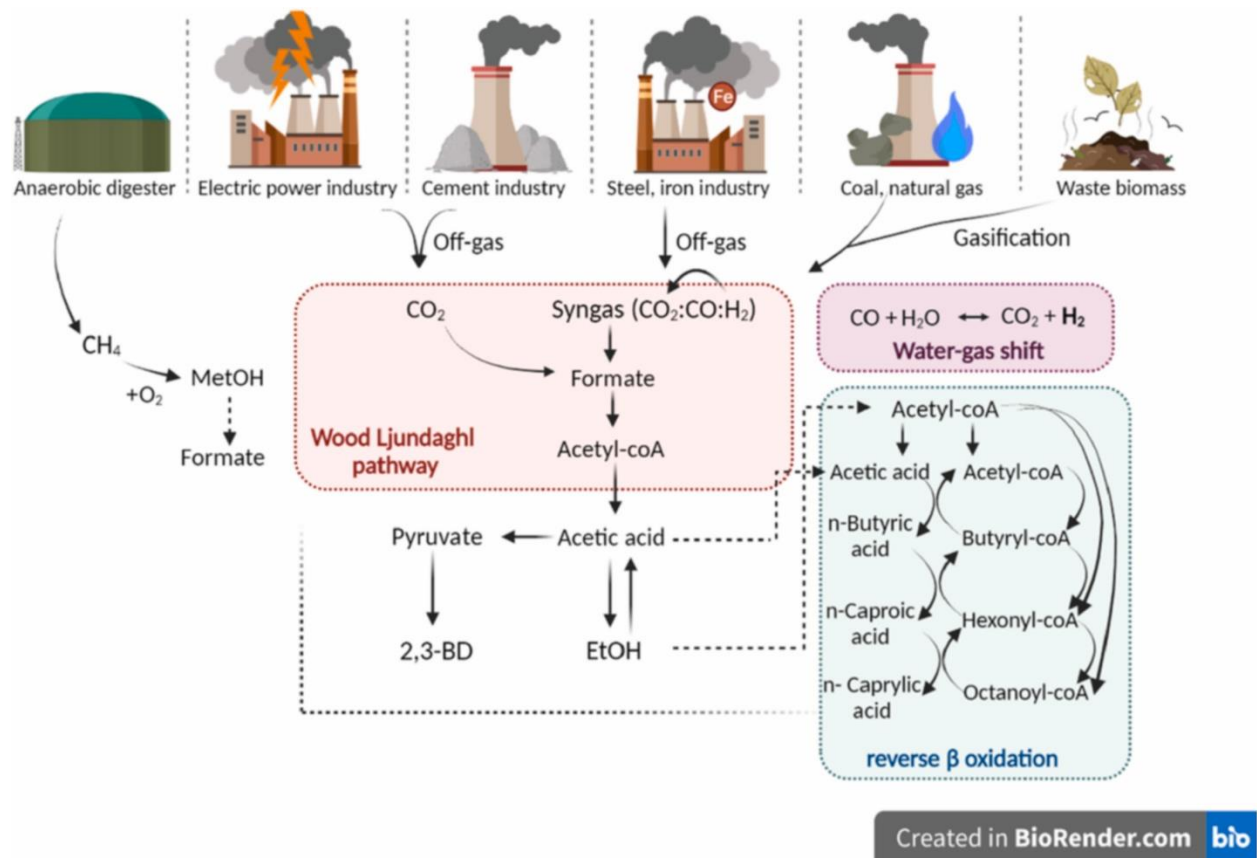 Anaerobic digester
Electric power industry
Cement industry
Fe
Steel, iron industry
Coal, natural gas
Waste biomass
Off-gas
Off-gas
Gasification
CO₂
Syngas (CO₂:CO:H₂)
CO + H₂O ↔ CO₂ + H₂
Water-gas shift
CH₄
+O₂
MetOH
Formate
Formate
Wood Ljundaghl
pathway
Acetyl-coA
Pyruvate
Acetic acid
2,3-BD
EtOH
Acetyl-coA
Acetic acid
Acetyl-coA
n-Butyric
acid
Butyryl-coA
n-Caproic
acid
Hexonyl-coA
n- Caprylic
acid
Octanoyl-coA
reverse β oxidation
Created in BioRender.com bio